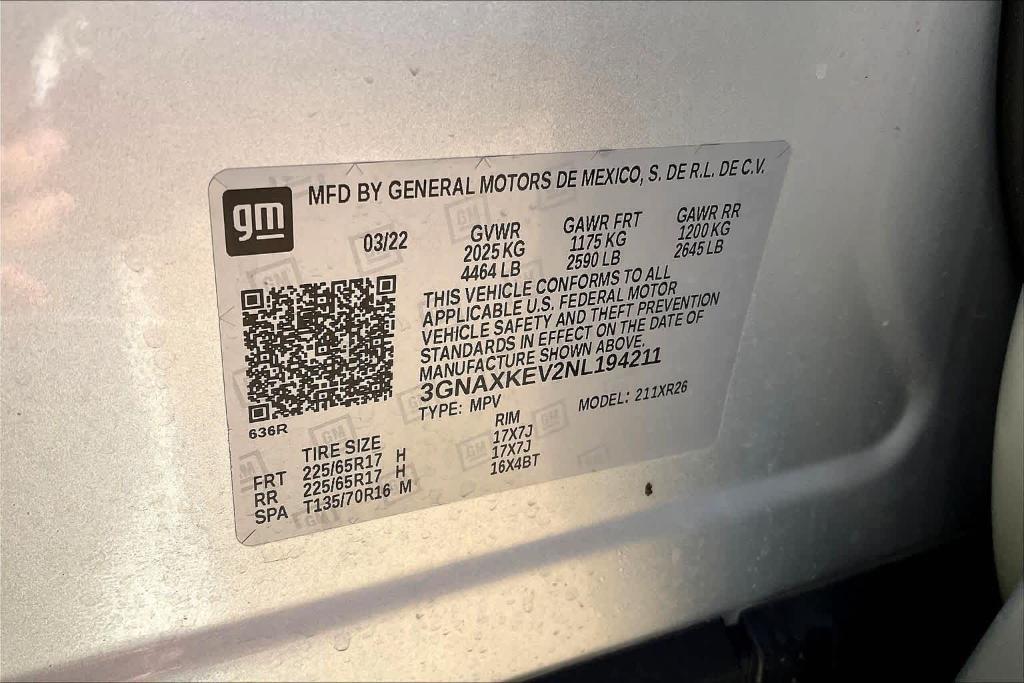 gm
MFD BY GENERAL MOTORS DE MEXICO, S. DE R.L. DE C.V.
03/22
GVWR
2025 KG
4464 LB
GAWR FRT
1175 KG
2590 LB
GAWR RR
1200 KG
2645 LB
THIS VEHICLE CONFORMS TO ALL
APPLICABLE U.S. FEDERAL MOTOR
VEHICLE SAFETY AND THEFT PREVENTION
STANDARDS IN EFFECT ON THE DATE OF
MANUFACTURE SHOWN ABOVE.
3GNAXKEV2NL194211
TYPE: MPV MODEL: 211XR26
636R
TIRE SIZE RIM
FRT 225/65R17 H 17X7J
RR 225/65R17 H 17X7J
SPA T135/70R16 M 16X4BT